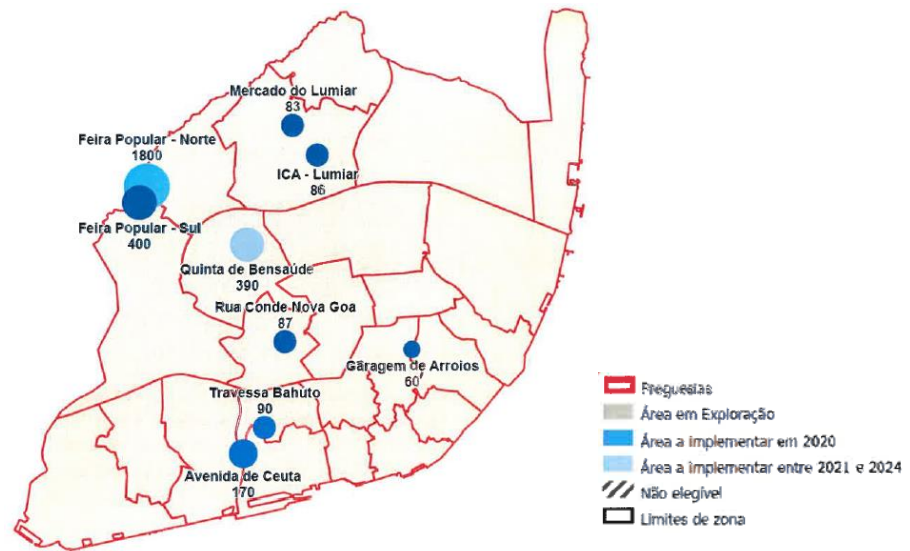 Mercado do Lumiar
83
Feira Popular - Norte
1800
ICA - Lumiar
86
Feira Popular - Sul
400
Quinta de Bensaúde
390
Rua Conde Nova Goa
87
Garagem de Arroios
60
Travessa Bahuto
90
Avenida de Ceuta
170
Freguesias
Área em Exploração
Área a implementar em 2020
Área a implementar entre 2021 e 2024
Não elegível
Limites de zona